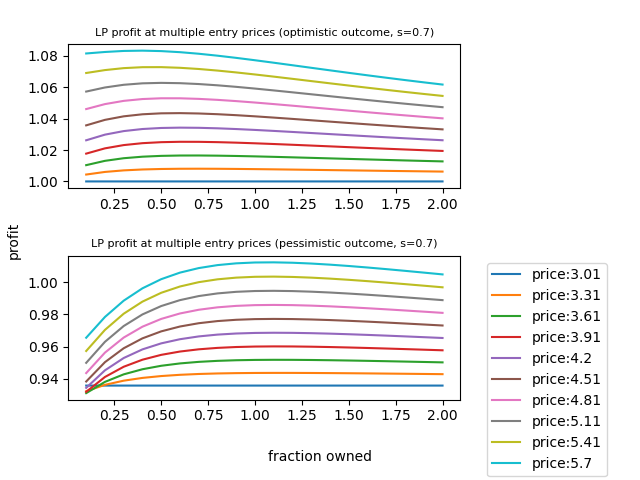 LP profit at multiple entry prices (optimistic outcome, s=0.7)
1.08
1.06
1.04
1.02
1.00
0.25 0.50 0.75 1.00 1.25 1.50 1.75 2.00
profit
LP profit at multiple entry prices (pessimistic outcome, s=0.7)
1.00
0.98
0.96
0.94
0.25 0.50 0.75 1.00 1.25 1.50 1.75 2.00
fraction owned
price:3.01
price:3.31
price:3.61
price:3.91
price:4.2
price:4.51
price:4.81
price:5.11
price:5.41
price:5.7